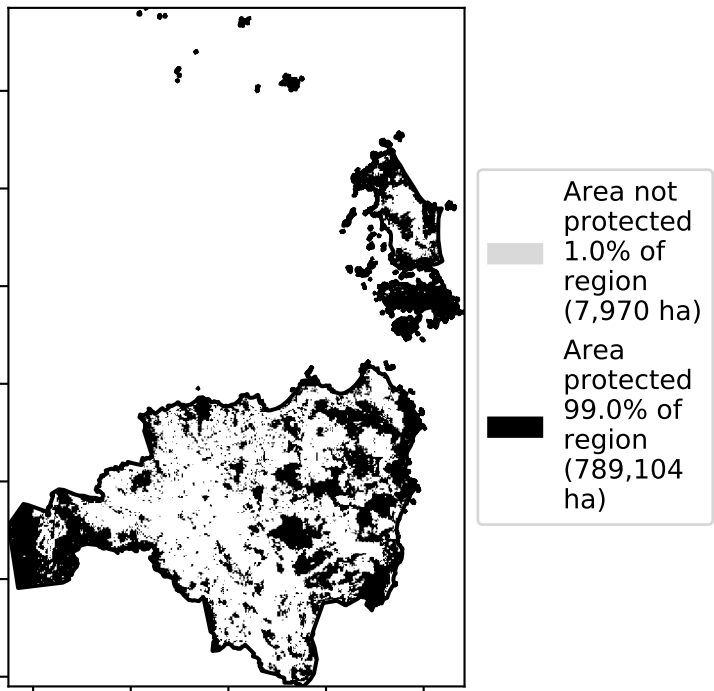 Area not
protected
1.0% of
region
(7,970 ha)
Area
protected
99.0% of
region
(789,104
ha)